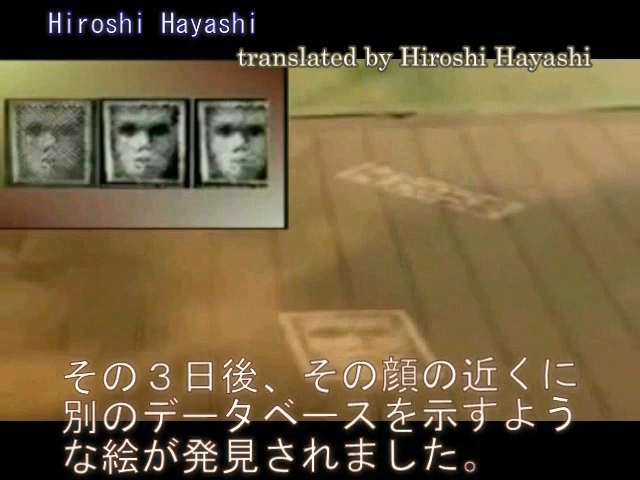 Hiroshi Hayashi
translated by Hiroshi Hayashi
その３日後、その顔の近くに
別のデータベースを示すよう
な絵が発見されました。